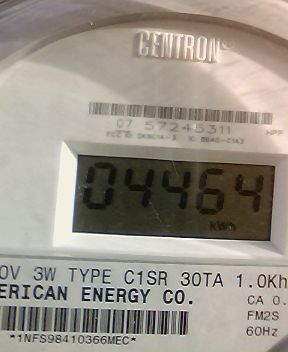 CENTRON®
07 57245311
HPP
04464
kWh
0V 3W TYPE C1SR 30TA 1.0Kh
ERICAN ENERGY CO.
CA 0.
FM2S
*1NFS98410366MEC*
60Hz